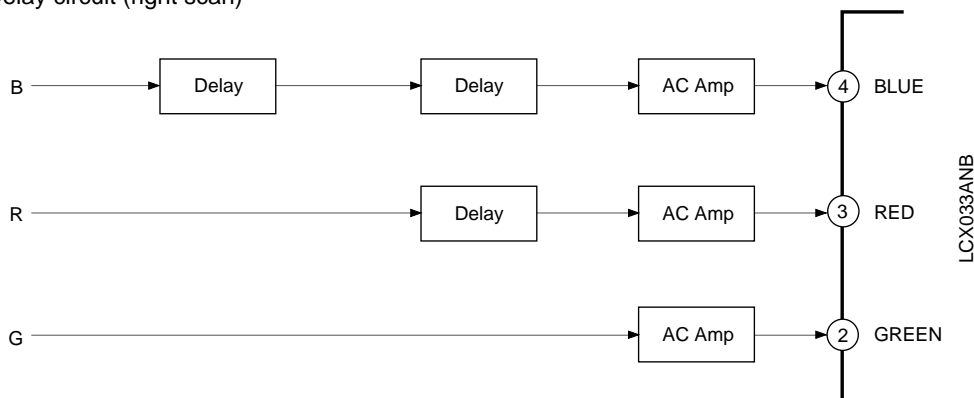 circuit (right scan)
B Delay Delay AC Amp 4 BLUE
R Delay AC Amp 3 RED
G AC Amp 2 GREEN
LCX033ANB